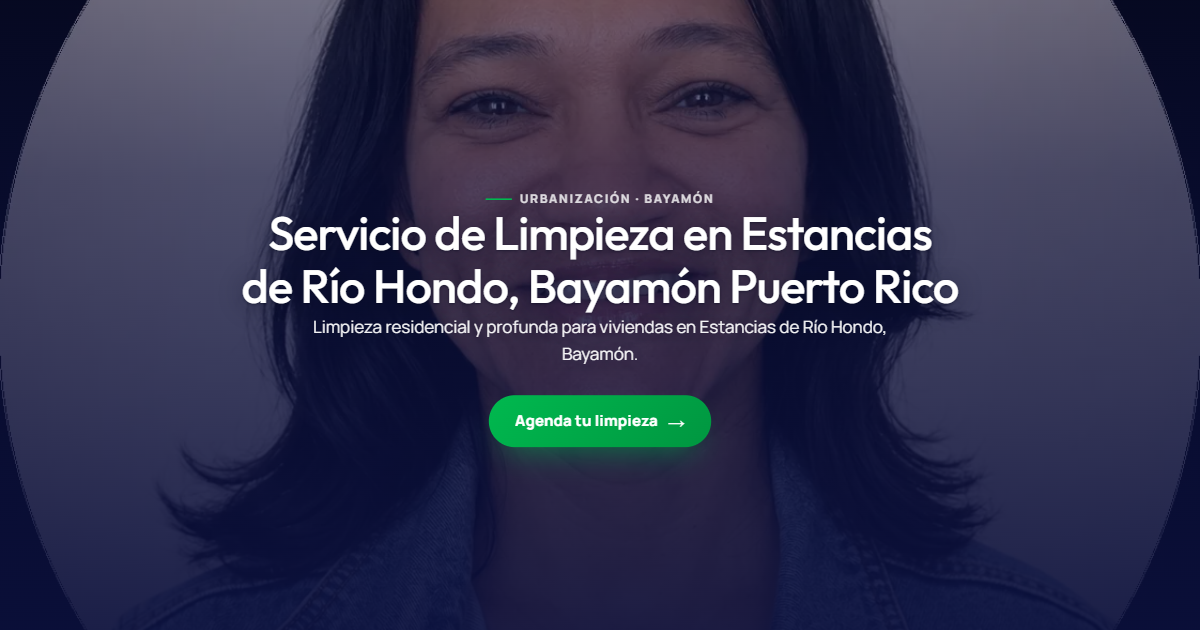 URBANIZACIÓN · BAYAMÓN
Servicio de Limpieza en Estancias
de Río Hondo, Bayamón Puerto Rico
Limpieza residencial y profunda para viviendas en Estancias de Río Hondo,
Bayamón.
Agenda tu limpieza →